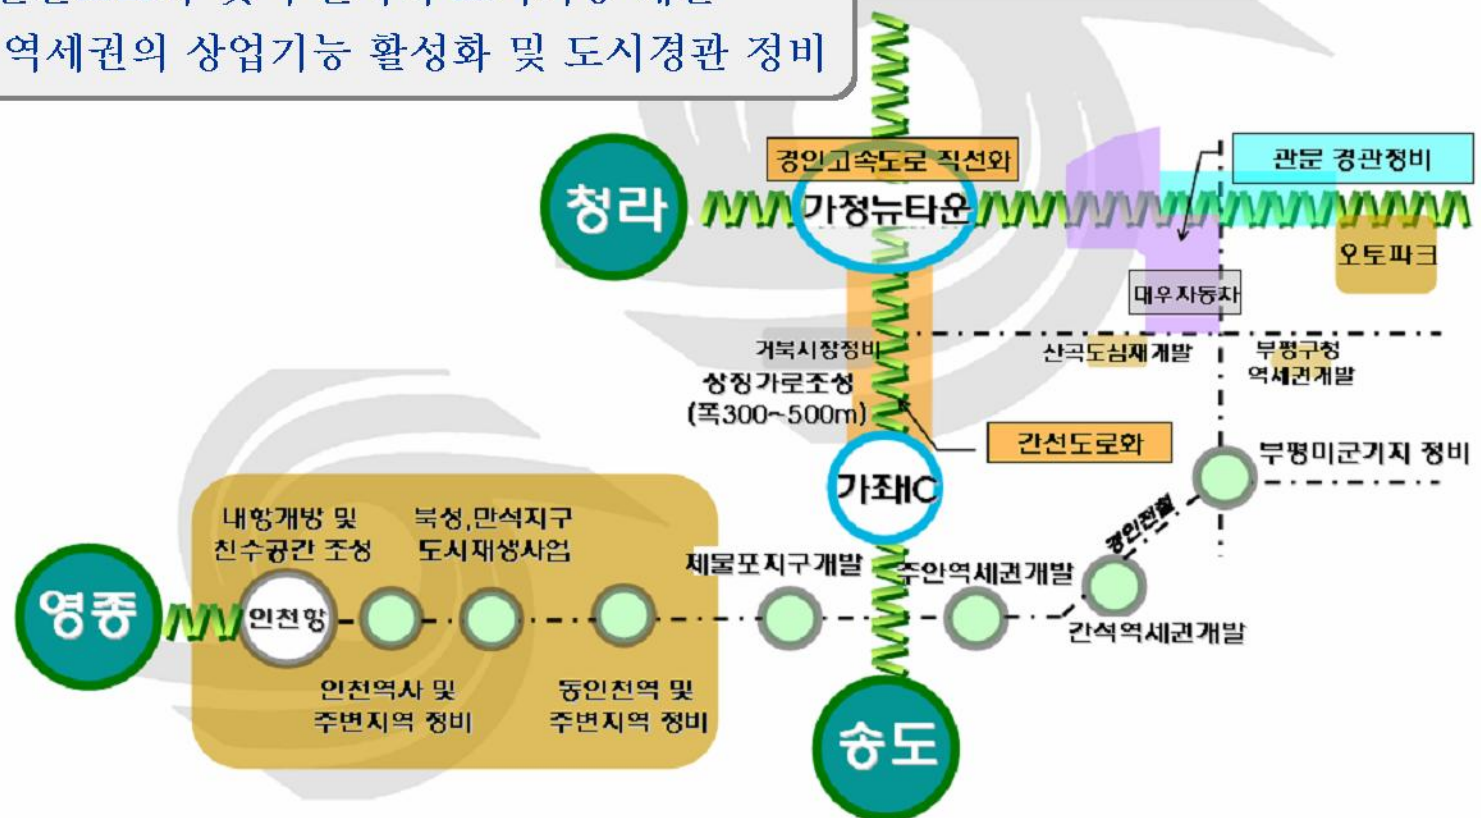 역세권의 상업기능 활성화 및 도시경관 정비
경인고속도로 직선화
관문 경관정비
청라
가정뉴타운
오토파크
대우자동차
거북시장정비
산곡도심재개발
부평구청
역세권개발
상징가로조성
(폭300~500m)
간선도로화
부평미군기지 정비
가좌IC
경인전철
내항개방 및
친수공간 조성
북성,만석지구
도시재생사업
제물포지구개발
주안역세권개발
영종
인천항
간석역세권개발
인천역사 및
주변지역 정비
동인천역 및
주변지역 정비
송도